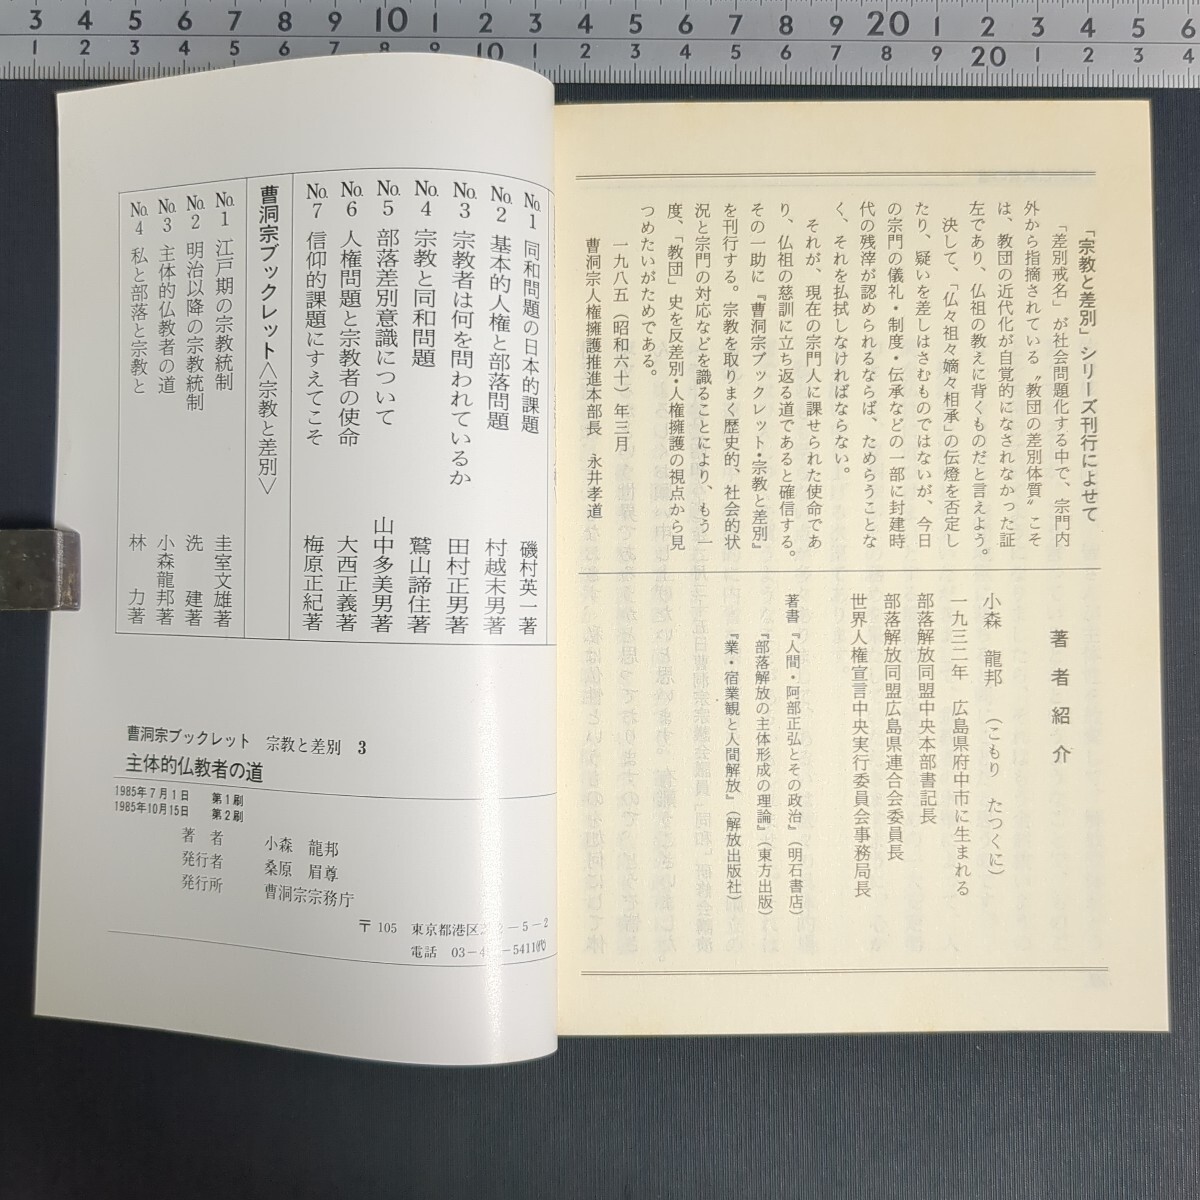 「宗教と差別」シリーズ刊行によせて
「差別戒名」が社会問題化する中で、宗門内
外から指摘されている〝教団の差別体質〟こそ
は、教団の近代化が自覚的になされなかった証
左であり、仏祖の教えに背くものだと言えよう。
決して、「仏々祖々嫡々相承」の伝燈を否定し
たり、疑いを差しはさむものではないが、今日
の宗門の儀礼・制度・伝承などの一部に封建時
代の残滓が認められるならば、ためらうことな
く、それを払拭しなければならない。
それが、現在の宗門人に課せられた使命であ
り、仏祖の慈訓に立ち返る道であると確信する。
その一助に『曹洞宗ブックレット・宗教と差別』
を刊行する。宗教を取りまく歴史的、社会的状
況と宗門の対応などを識ることにより、もう一
度、「教団」史を反差別・人権擁護の視点から見
つめたいがためである。
一九八五(昭和六十)年三月
曹洞宗人権擁護推進本部長 永井孝道
著者紹介
小森 龍邦 (こもり たつくに)
一九三二年 広島県府中市に生まれる
部落解放同盟中央本部書記長
部落解放同盟広島県連合会委員長
世界人権宣言中央実行委員会事務局長
著書『人間・阿部正弘とその政治』(明石書店)
『部落解放の主体形成の理論』(東方出版)
『業・宿業観と人間解放』(解放出版社)
No.1 同和問題の日本的課題 磯村英一著
No.2 基本的人権と部落問題 村越末男著
No.3 宗教者は何を問われているか 田村正男著
No.4 宗教と同和問題 鷲山諦住著
No.5 部落差別意識について 山中多美男著
No.6 人権問題と宗教者の使命 大西正義著
No.7 信仰的課題にすえてこそ 梅原正紀著
曹洞宗ブックレット<宗教と差別>
No.1 江戸期の宗教統制 圭室文雄著
No.2 明治以降の宗教統制 洗 建著
No.3 主体的仏教者の道 小森龍邦著
No.4 私と部落と宗教と 林 力著
曹洞宗ブックレット 宗教と差別 3
主体的仏教者の道
1985年7月1日 第1刷
1985年10月15日 第2刷
著者 小森 龍邦
発行者 桑原 眉尊
発行所 曹洞宗宗務庁
〒105 東京都港区 2−5−2
電話 03−4 −5411㈹